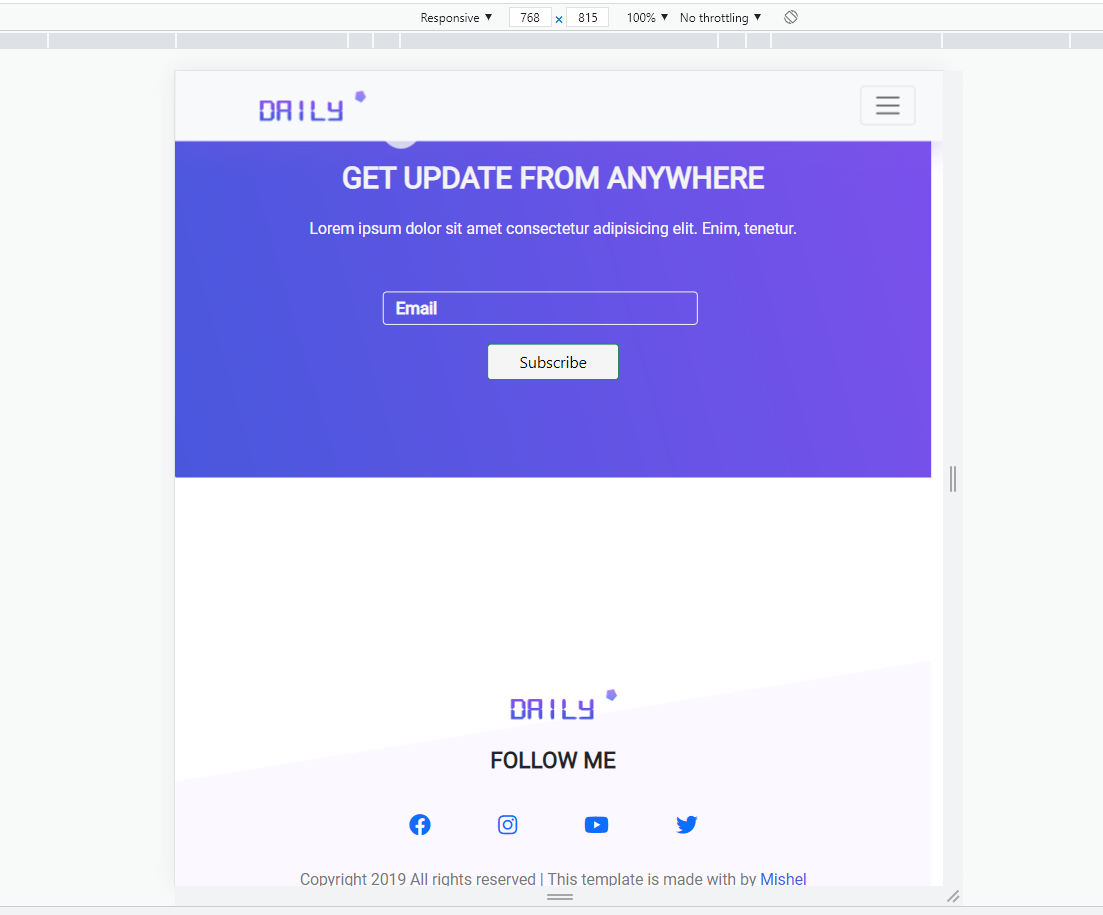 Responsive ▼ 768 × 815 100% ▼ No throttling ▼
DAILY
GET UPDATE FROM ANYWHERE
Lorem ipsum dolor sit amet consectetur adipisicing elit. Enim, tenetur.
Email
Subscribe
DAILY
FOLLOW ME
Copyright 2019 All rights reserved | This template is made with by Mishel